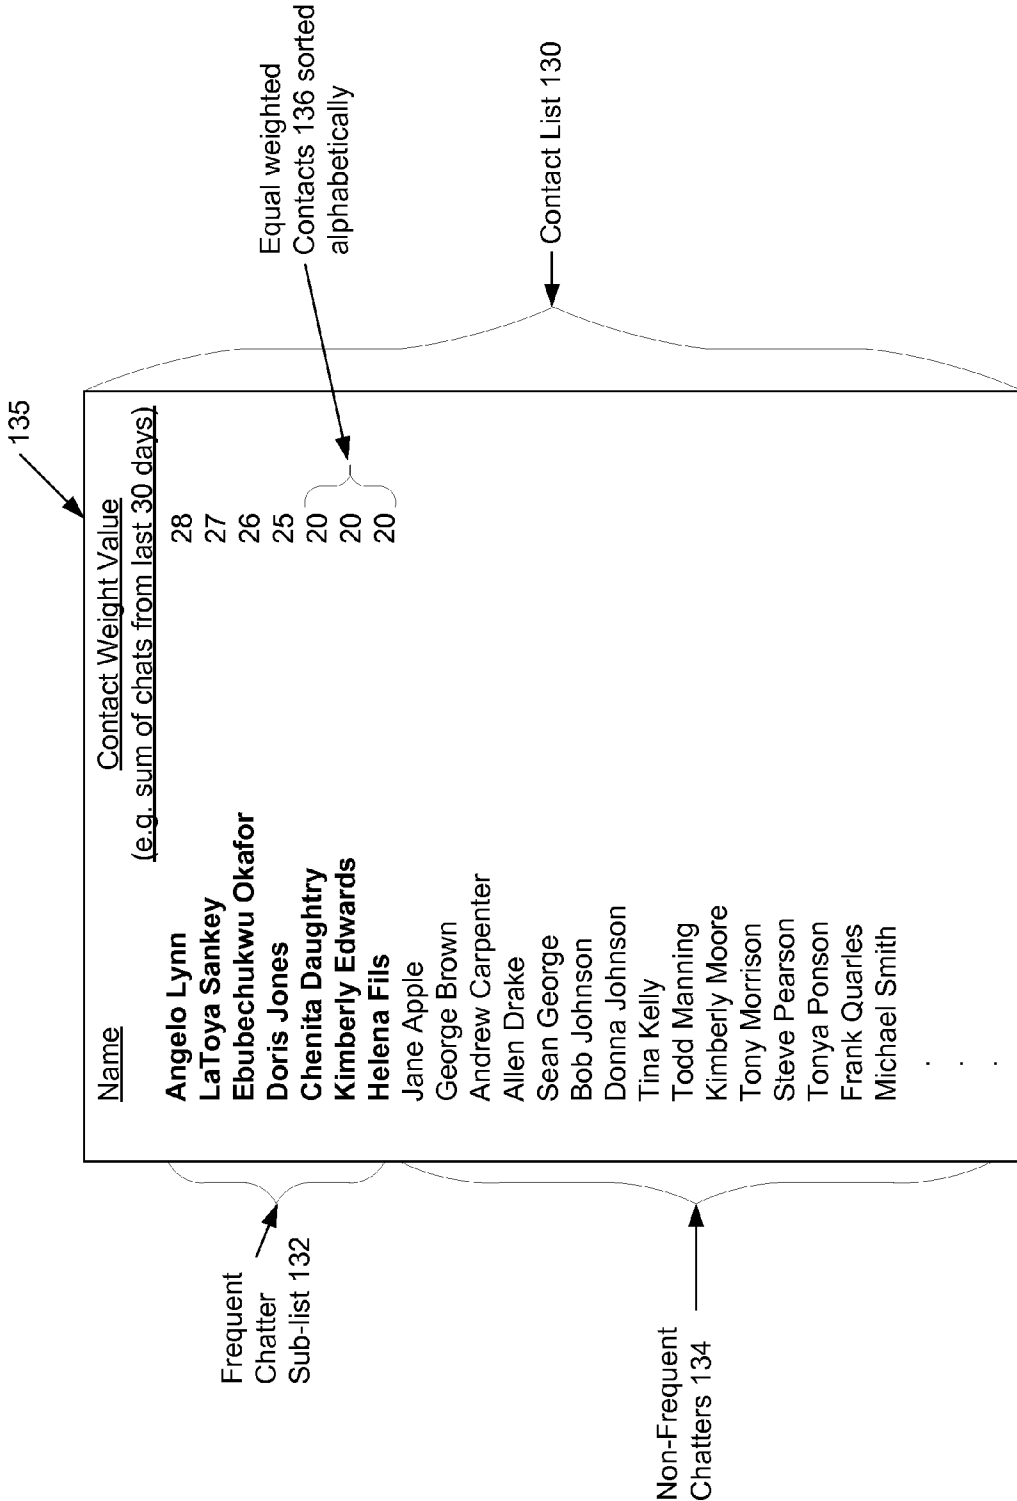 135
Name
Contact Weight Value
(e.g. sum of chats from last 30 days)
Angelo Lynn 28
LaToya Sankey 27
Ebubechukwu Okafor 26
Doris Jones 25
Chenita Daughtry 20
Kimberly Edwards 20
Helena Fils 20
Jane Apple
George Brown
Andrew Carpenter
Allen Drake
Sean George
Bob Johnson
Donna Johnson
Tina Kelly
Todd Manning
Kimberly Moore
Tony Morrison
Steve Pearson
Tonya Ponson
Frank Quarles
Michael Smith
. . .
Frequent
Chatter
Sub-list 132
Non-Frequent
Chatters 134
Equal weighted
Contacts 136 sorted
alphabetically
Contact List 130